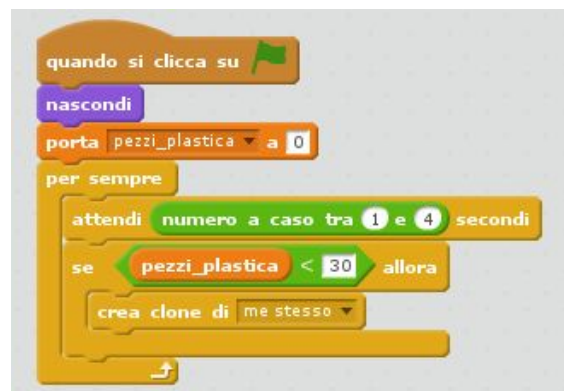 quando si clicca su
nascondi
porta pezzi_plastica a 0
per sempre
attendi numero a caso tra 1 e 4 secondi
se pezzi_plastica < 30 allora
crea clone di me stesso